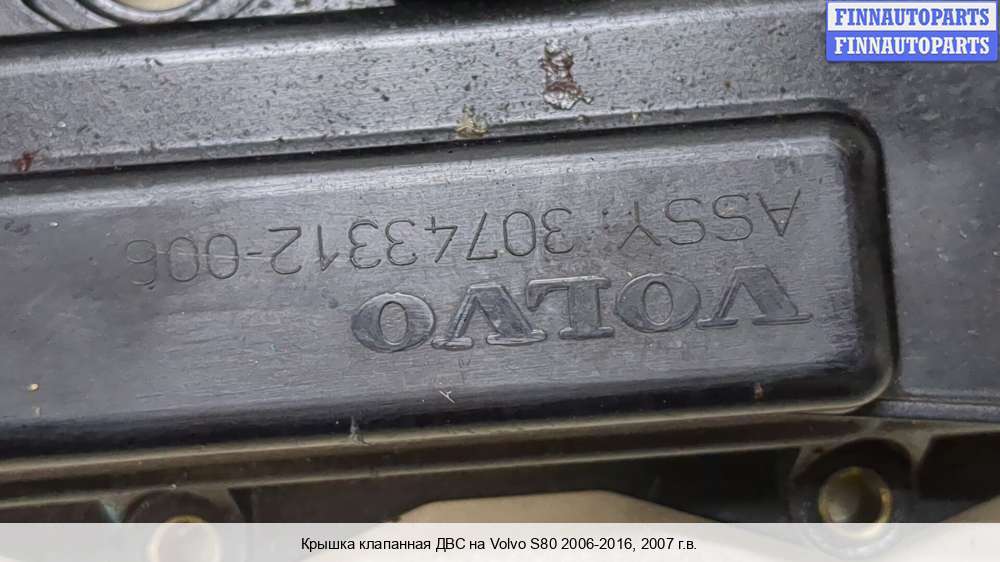 FINNAUTOPARTS
FINNAUTOPARTS
VOLVO
ASSY 30743312-006
Крышка клапанная ДВС на Volvo S80 2006-2016, 2007 г.в.